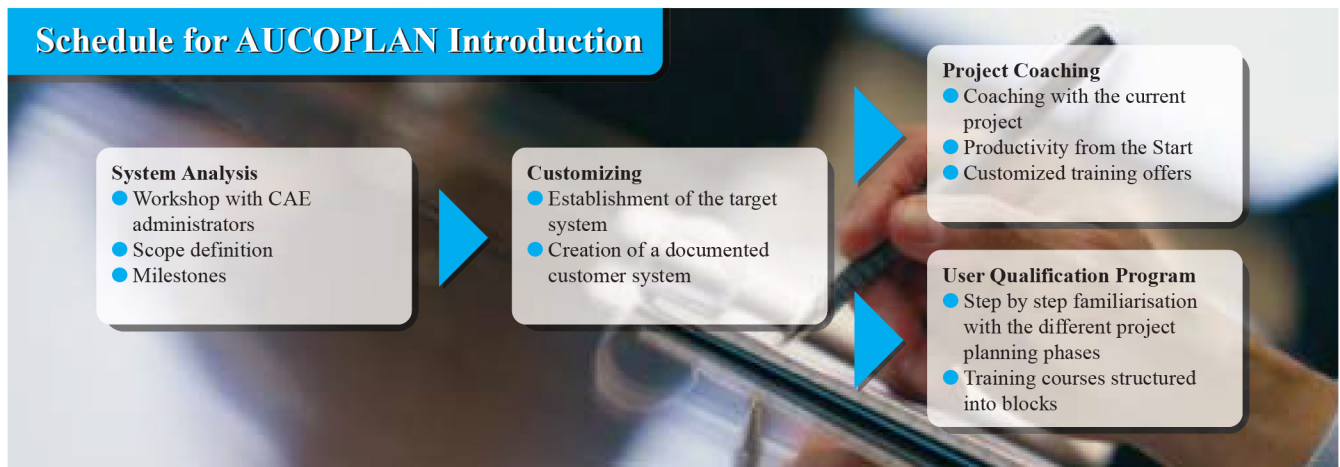 Schedule for AUCOPLAN Introduction
System Analysis
Workshop with CAE
administrators
Scope definition
Milestones
Customizing
Establishment of the target
system
Creation of a documented
customer system
Project Coaching
Coaching with the current
project
Productivity from the Start
Customized training offers
User Qualification Program
Step by step familiarisation
with the different project
planning phases
Training courses structured
into blocks